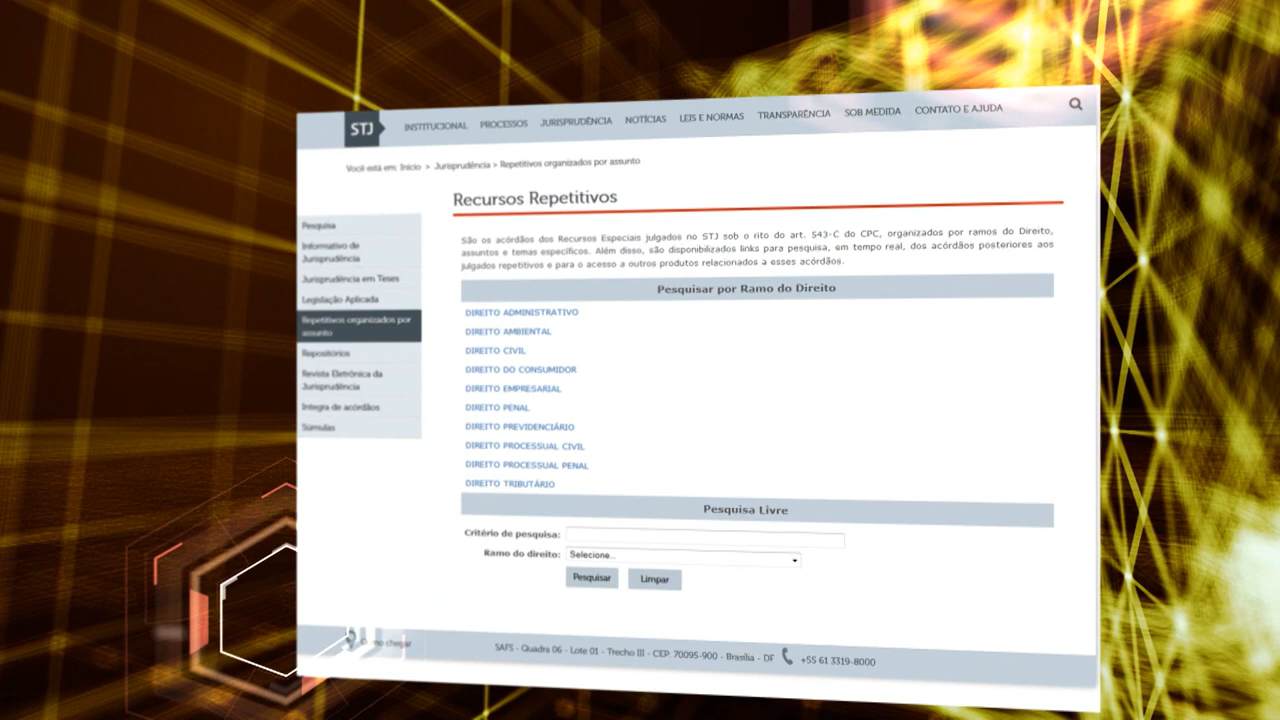 STJ
INSTITUCIONAL PROCESSOS JURISPRUDÊNCIA NOTÍCIAS LEIS E NORMAS TRANSPARÊNCIA SOB MEDIDA CONTATO E AJUDA
Você está em: Início > Jurisprudência > Repetitivos organizados por assunto
Pesquisa
Informativo de
Jurisprudência
Jurisprudência em Teses
Legislação Aplicada
Repetitivos organizados por
assunto
Repositórios
Revista Eletrônica da
Jurisprudência
Íntegra de acórdãos
Súmulas
Recursos Repetitivos
São os acórdãos dos Recursos Especiais julgados no STJ sob o rito do art. 543-C do CPC, organizados por ramos do Direito,
assuntos e temas específicos. Além disso, são disponibilizados links para pesquisa, em tempo real, dos acórdãos posteriores aos
julgados repetitivos e para o acesso a outros produtos relacionados a esses acórdãos.
Pesquisar por Ramo do Direito
DIREITO ADMINISTRATIVO
DIREITO AMBIENTAL
DIREITO CIVIL
DIREITO DO CONSUMIDOR
DIREITO EMPRESARIAL
DIREITO PENAL
DIREITO PREVIDENCIÁRIO
DIREITO PROCESSUAL CIVIL
DIREITO PROCESSUAL PENAL
DIREITO TRIBUTÁRIO
Pesquisa Livre
Critério de pesquisa:
Ramo do direito: Selecione...
Pesquisar Limpar
chegar SAFS - Quadra 06 - Lote 01 - Trecho III - CEP: 70095-900 - Brasília - DF +55 61 3319-8000